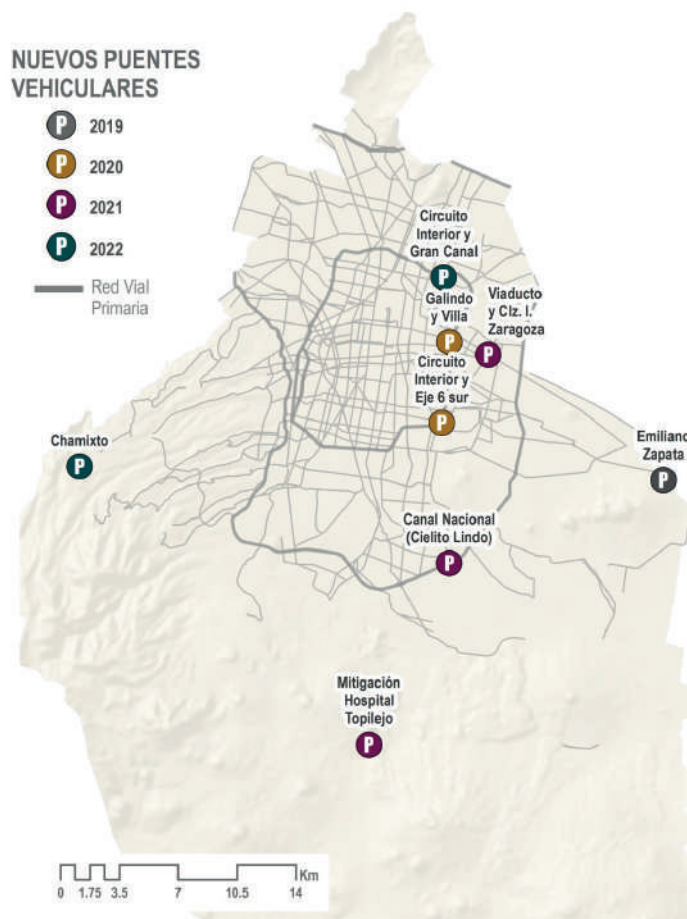 NUEVOS PUENTES
VEHICULARES
P 2019
P 2020
P 2021
P 2022
Red Vial
Primaria
Circuito
Interior y
Gran Canal
P
Galindo
y Villa
P
Viaducto
y Clz. I.
Zaragoza
P
Circuito
Interior y
Eje 6 sur
P
Chamixto
P
Emiliano
Zapata
P
Canal Nacional
(Cielito Lindo)
P
Mitigación
Hospital
Topilejo
P
Km
0 1.75 3.5 7 10.5 14